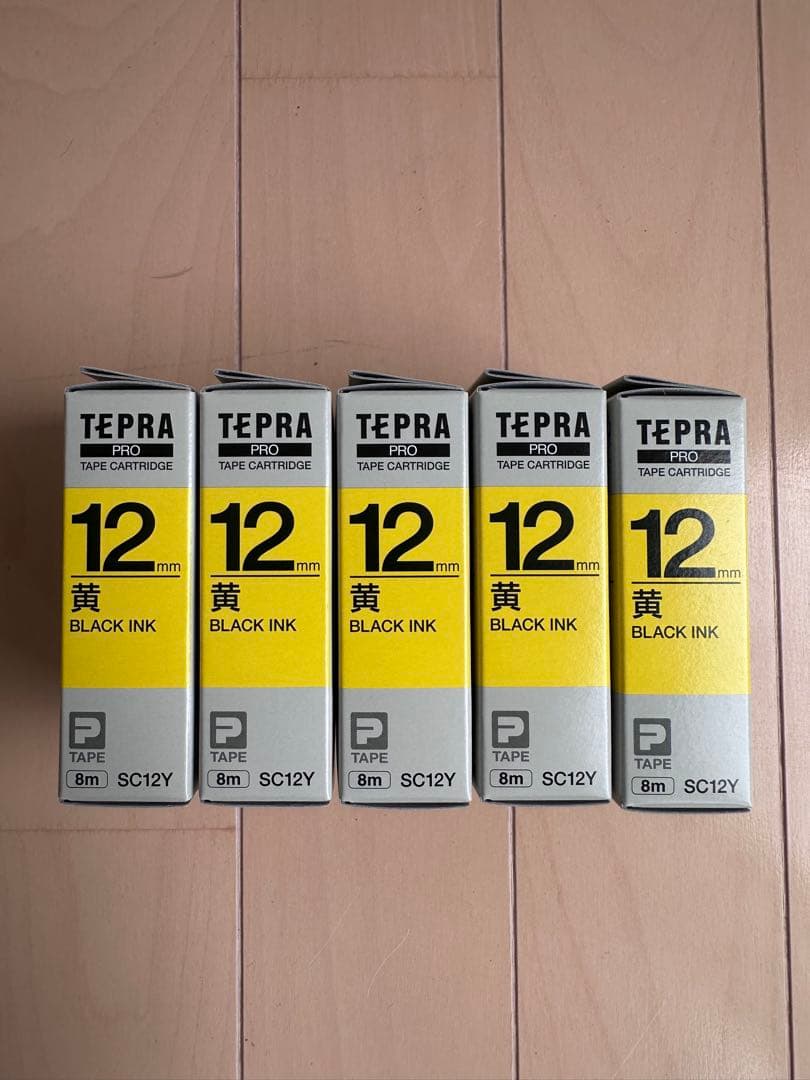 TEPRA
PRO
TAPE CARTRIDGE
12mm
黄
BLACK INK
P
TAPE
8m SC12Y
TEPRA
PRO
TAPE CARTRIDGE
12mm
黄
BLACK INK
P
TAPE
8m SC12Y
TEPRA
PRO
TAPE CARTRIDGE
12mm
黄
BLACK INK
P
TAPE
8m SC12Y
TEPRA
PRO
TAPE CARTRIDGE
12mm
黄
BLACK INK
P
TAPE
8m SC12Y
TEPRA
PRO
TAPE CARTRIDGE
12mm
黄
BLACK INK
P
TAPE
8m SC12Y